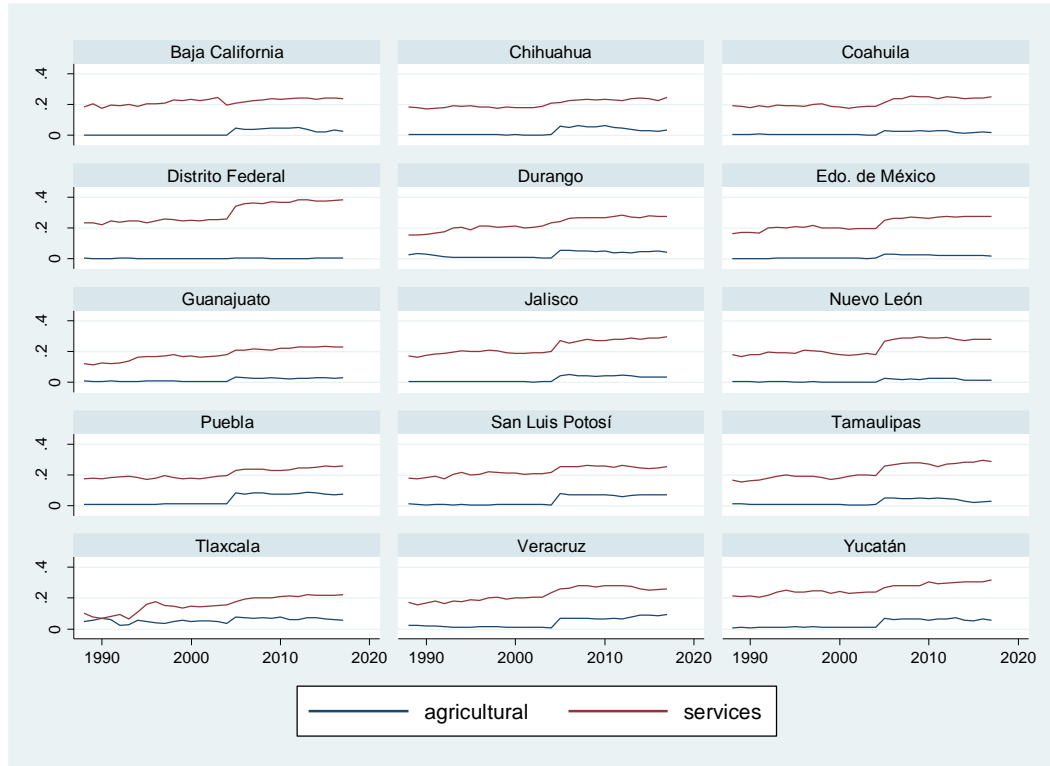 Baja California Chihuahua Coahuila
.4
.2
0
Distrito Federal Durango Edo. de México
.4
.2
0
Guanajuato Jalisco Nuevo León
.4
.2
0
Puebla San Luis Potosí Tamaulipas
.4
.2
0
Tlaxcala Veracruz Yucatán
.4
.2
0
1990 2000 2010 2020 1990 2000 2010 2020 1990 2000 2010 2020
agricultural services